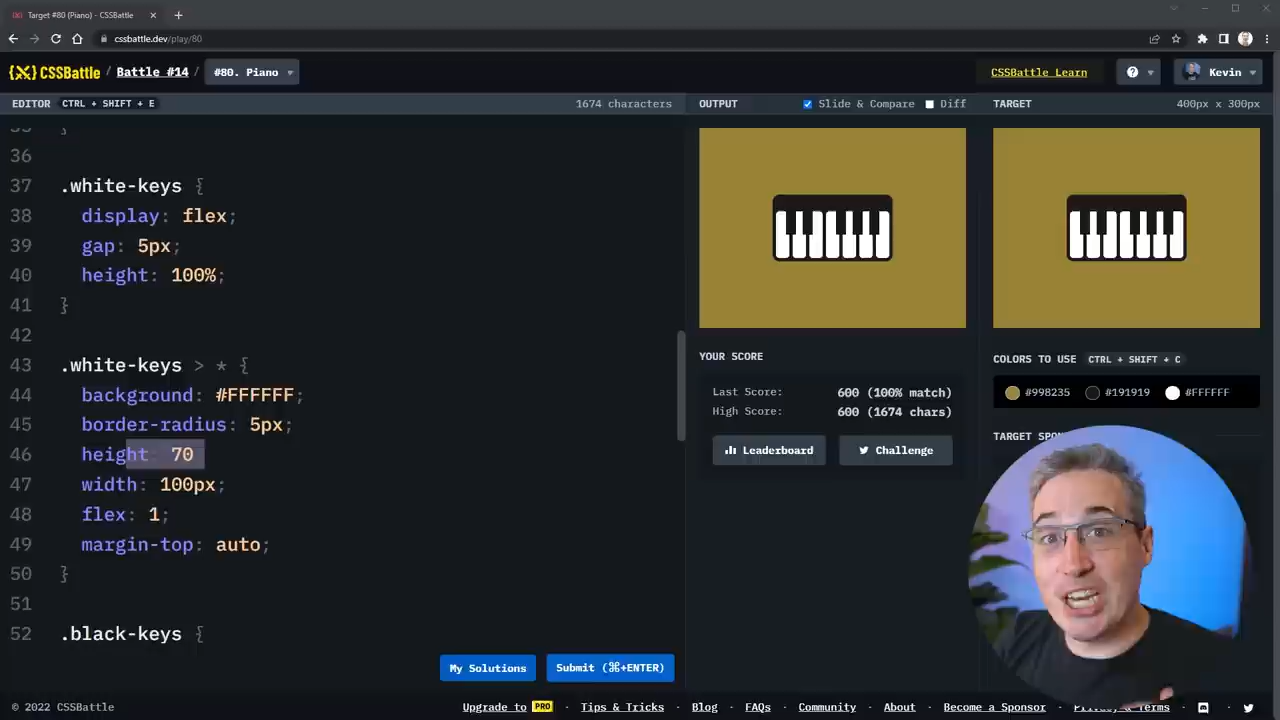 Target #80 (Piano) - CSSBattle
cssbattle.dev/play/80
{X} CSSBattle / Battle #14 / #80. Piano
CSSBattle Learn
? Kevin
EDITOR CTRL + SHIFT + E 1674 characters
OUTPUT Slide & Compare Diff
TARGET 400px x 300px
36
37 .white-keys {
38 display: flex;
39 gap: 5px;
40 height: 100%;
41 }
42
43 .white-keys > * {
44 background: #FFFFFF;
45 border-radius: 5px;
46 height: 70
47 width: 100px;
48 flex: 1;
49 margin-top: auto;
50 }
51
52 .black-keys {
My Solutions Submit (⌘+ENTER)
YOUR SCORE
Last Score: 600 (100% match)
High Score: 600 (1674 chars)
Leaderboard Challenge
COLORS TO USE CTRL + SHIFT + C
#998235 #191919 #FFFFFF
TARGET
© 2022 CSSBattle
Upgrade to PRO · Tips & Tricks · Blog · FAQs · Community · About · Become a Sponsor · Privacy & Terms